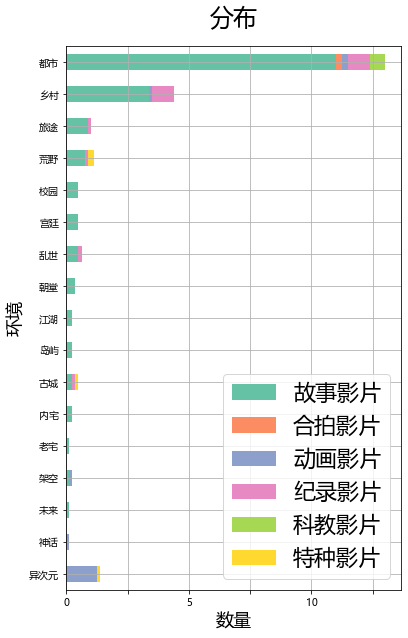 分布
都市
乡村
旅途
荒野
校园
宫廷
乱世
朝堂
江湖
岛屿
古城
内宅
老宅
架空
未来
神话
异次元
环境
0 5 10
数量
故事影片
合拍影片
动画影片
纪录影片
科教影片
特种影片